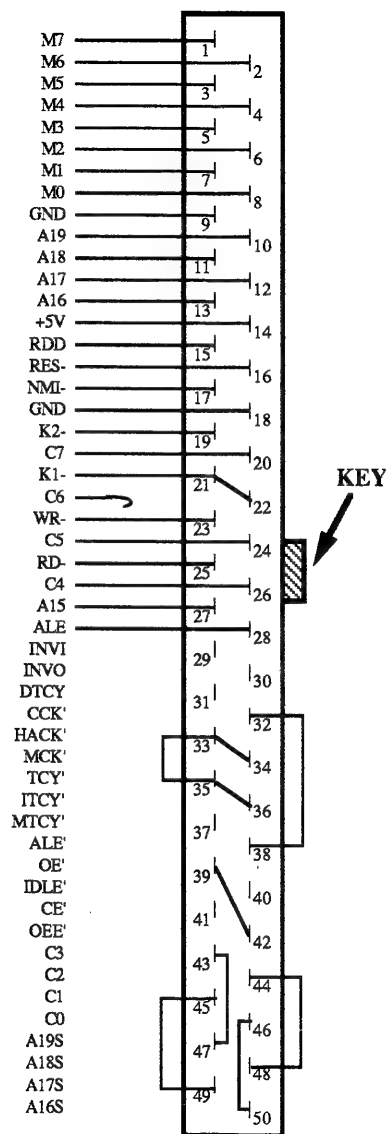 M7
1
M6
2
M5
3
M4
4
M3
5
M2
6
M1
7
M0
8
GND
9
A19
10
A18
11
A17
12
A16
13
+5V
14
RDD
15
RES-
16
NMI-
17
GND
18
K2-
19
C7
20
K1-
21
KEY
C6
22
WR-
23
C5
24
RD-
25
C4
26
A15
27
ALE
28
INVI
29
INVO
30
DTCY
31
CCK'
32
HACK'
33
MCK'
34
TCY'
35
ITCY'
36
MTCY'
37
ALE'
38
OE'
39
IDLE'
40
CE'
41
OEE'
42
C3
43
C2
44
C1
45
C0
46
A19S
47
A18S
48
A17S
49
A16S
50